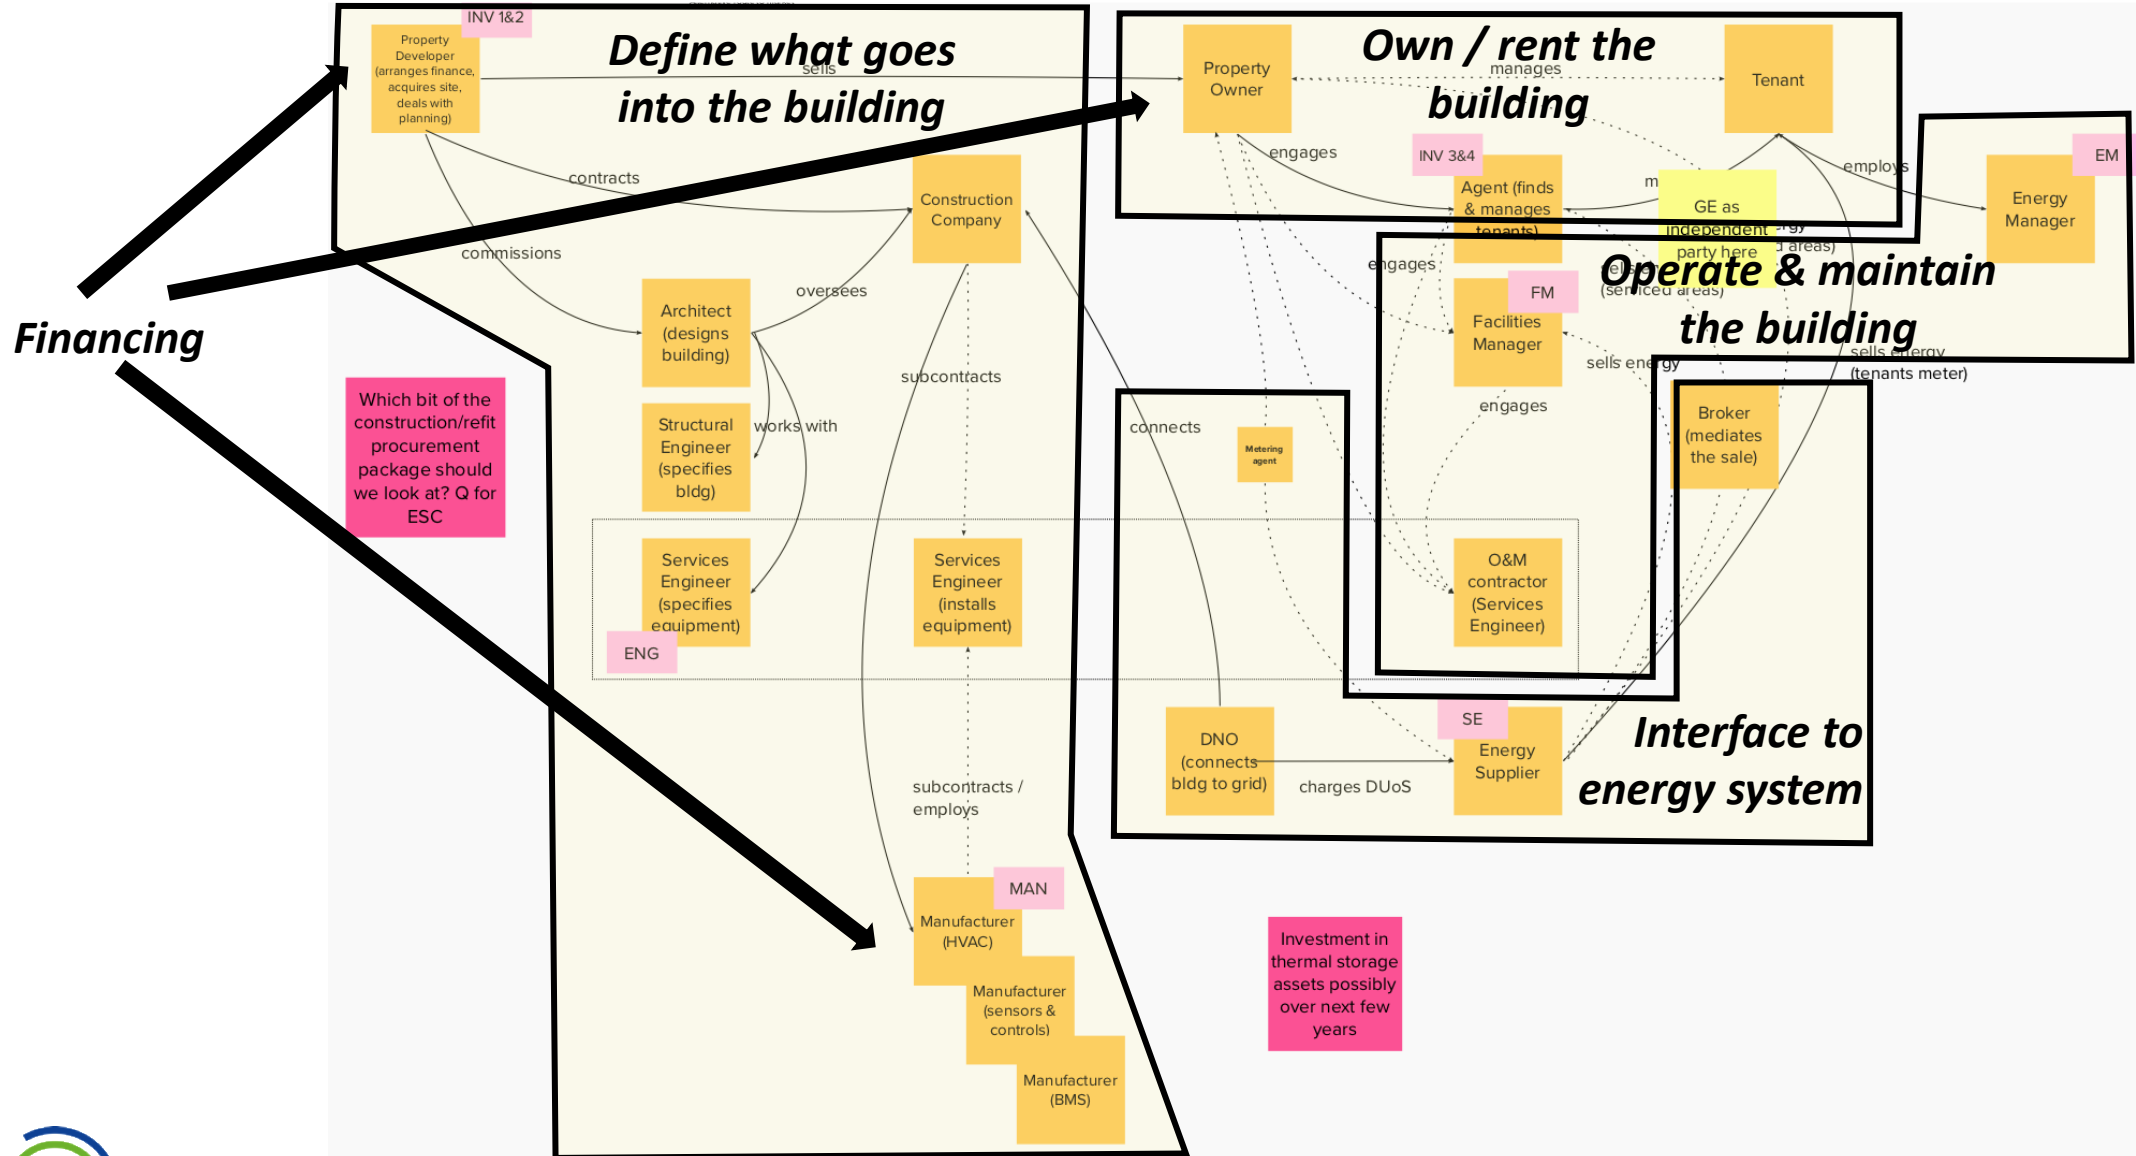 INV 1&2
Property
Developer
(arranges finance,
acquires site,
deals with
planning)
Define what goes
into the building
sells
Own / rent the
building
Property
Owner
manages
Tenant
engages
INV 3&4
Agent (finds
& manages
tenants)
GE as
independent
party here
areas)
employs
EM
Energy
Manager
contracts
Construction
Company
commissions
oversees
Architect
(designs
building)
Financing
engages
FM
Facilities
Manager
(serviced areas)
Operate & maintain
the building
sells energy
sells energy
(tenants meter)
subcontracts
Which bit of the
construction/refit
procurement
package should
we look at? Q for
ESC
Structural
Engineer
(specifies
bldg)
works with
connects
Metering
agent
engages
Broker
(mediates
the sale)
Services
Engineer
(specifies
equipment)
ENG
Services
Engineer
(installs
equipment)
O&M
contractor
(Services
Engineer)
DNO
(connects
bldg to grid)
charges DUoS
SE
Energy
Supplier
Interface to
energy system
subcontracts /
employs
MAN
Manufacturer
(HVAC)
Manufacturer
(sensors &
controls)
Manufacturer
(BMS)
Investment in
thermal storage
assets possibly
over next few
years